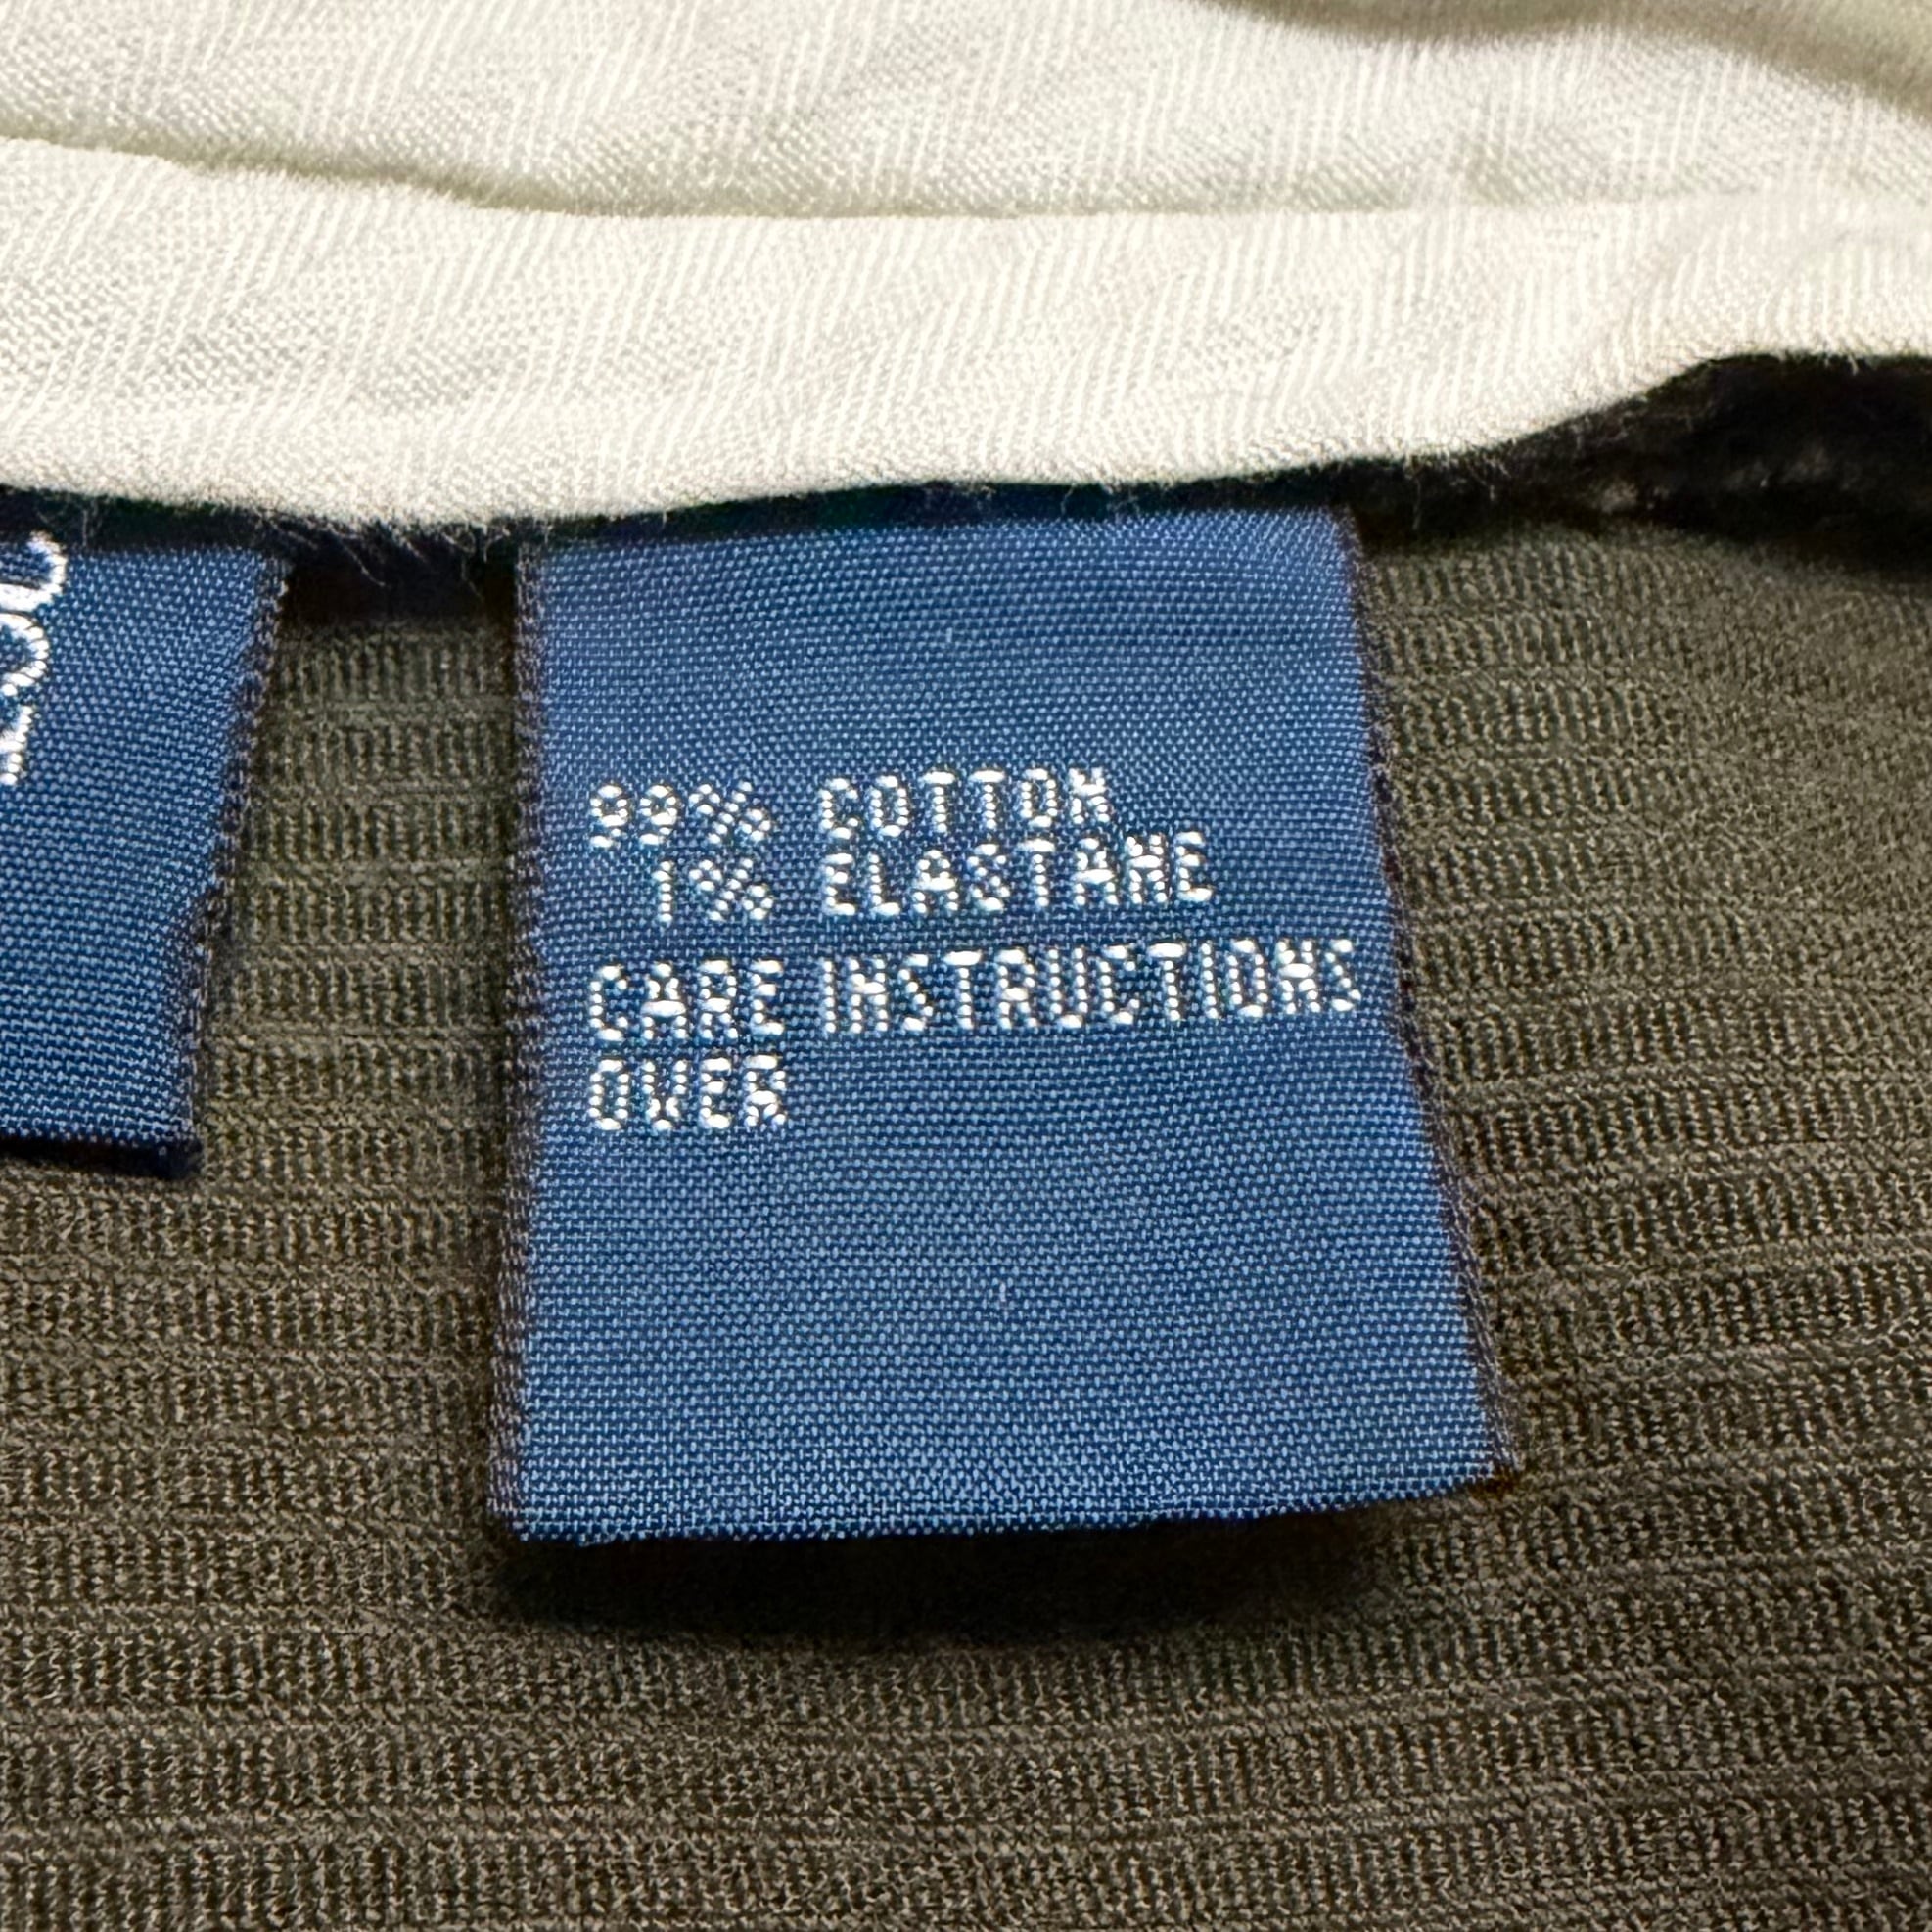 99% COTTON
1% ELASTANE
CARE INSTRUCTIONS
OVER